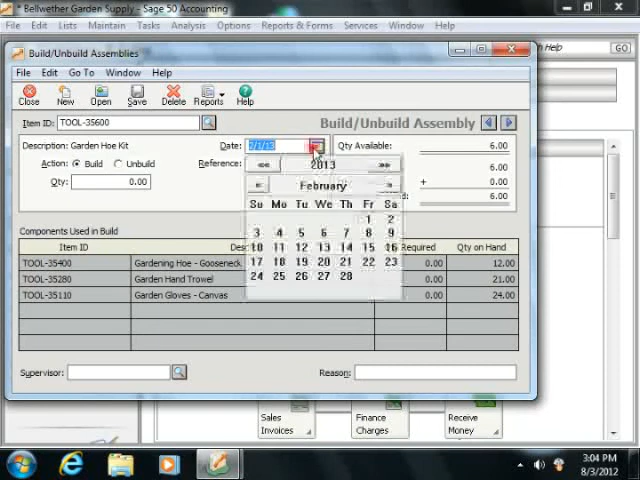 * Bellwether Garden Supply - Sage 50 Accounting
File Edit Lists Maintain Tasks Analysis Options Reports & Forms Services Window Help
Help GO
Build/Unbuild Assemblies
File Edit Go To Window Help
Close New Open Save Delete Reports Help
Item ID: TOOL-35600
Build/Unbuild Assembly
Description: Garden Hoe Kit
Date: 2/1/13
Qty Available: 6.00
Action: Build Unbuild
Reference:
6.00
Qty: 0.00
+ 0.00
6.00
2013
February
Su Mo Tu We Th Fr Sa
1 2
3 4 5 6 7 8 9
10 11 12 13 14 15 16
17 18 19 20 21 22 23
24 25 26 27 28
Components Used in Build
Item ID Required Qty on Hand
TOOL-35400 Gardening Hoe - Gooseneck 0.00 12.00
TOOL-35280 Garden Hand Trowel 0.00 21.00
TOOL-35110 Garden Gloves - Canvas 0.00 24.00
Supervisor:
Reason:
Sales Invoices
Finance Charges
Receive Money
3:04 PM
8/3/2012